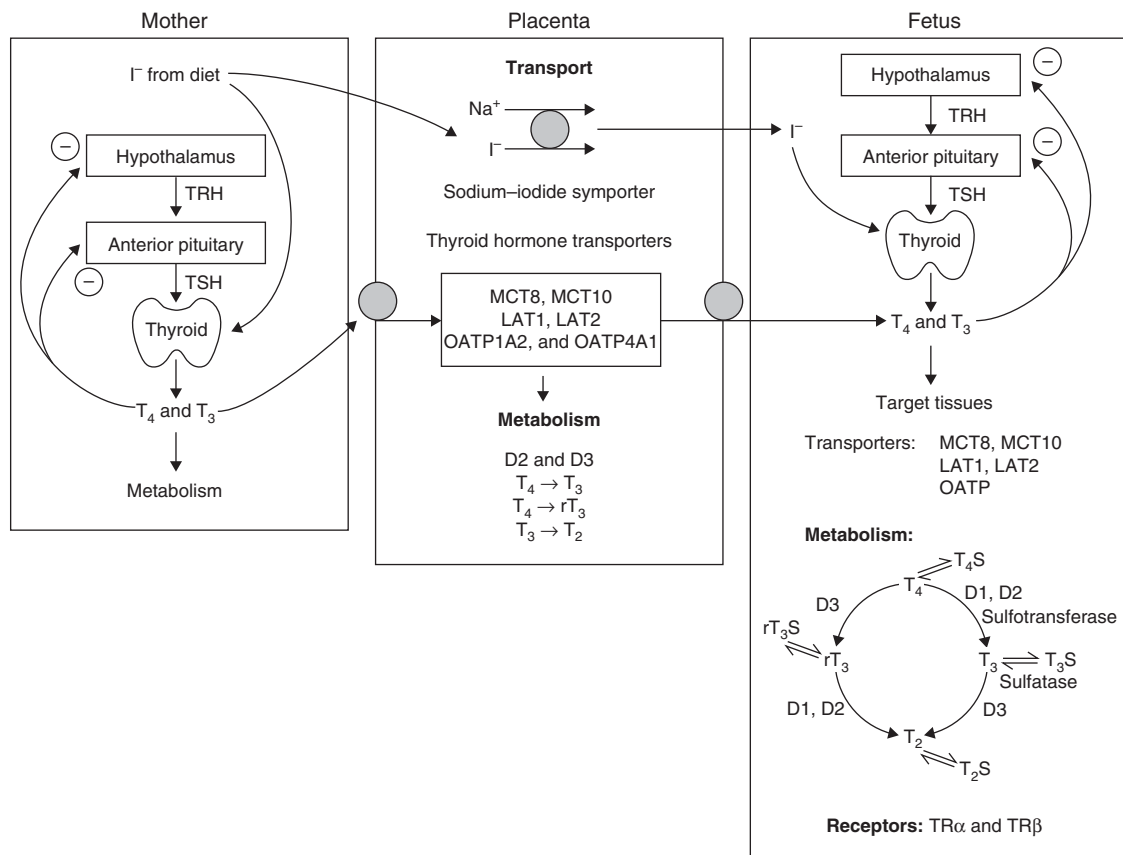 Mother
I⁻ from diet
−
Hypothalamus
TRH
Anterior pituitary
−
TSH
Thyroid
T₄ and T₃
Metabolism
Placenta
Transport
Na⁺
I⁻
Sodium–iodide symporter
Thyroid hormone transporters
MCT8, MCT10
LAT1, LAT2
OATP1A2, and OATP4A1
Metabolism
D2 and D3
T₄ → T₃
T₄ → rT₃
T₃ → T₂
Fetus
−
Hypothalamus
TRH
I⁻
−
Anterior pituitary
TSH
Thyroid
T₄ and T₃
Target tissues
Transporters: MCT8, MCT10
LAT1, LAT2
OATP
Metabolism:
T₄S
T₄
D3
D1, D2
Sulfotransferase
rT₃S
rT₃
T₃
T₃S
Sulfatase
D1, D2
D3
T₂
T₂S
Receptors: TRα and TRβ